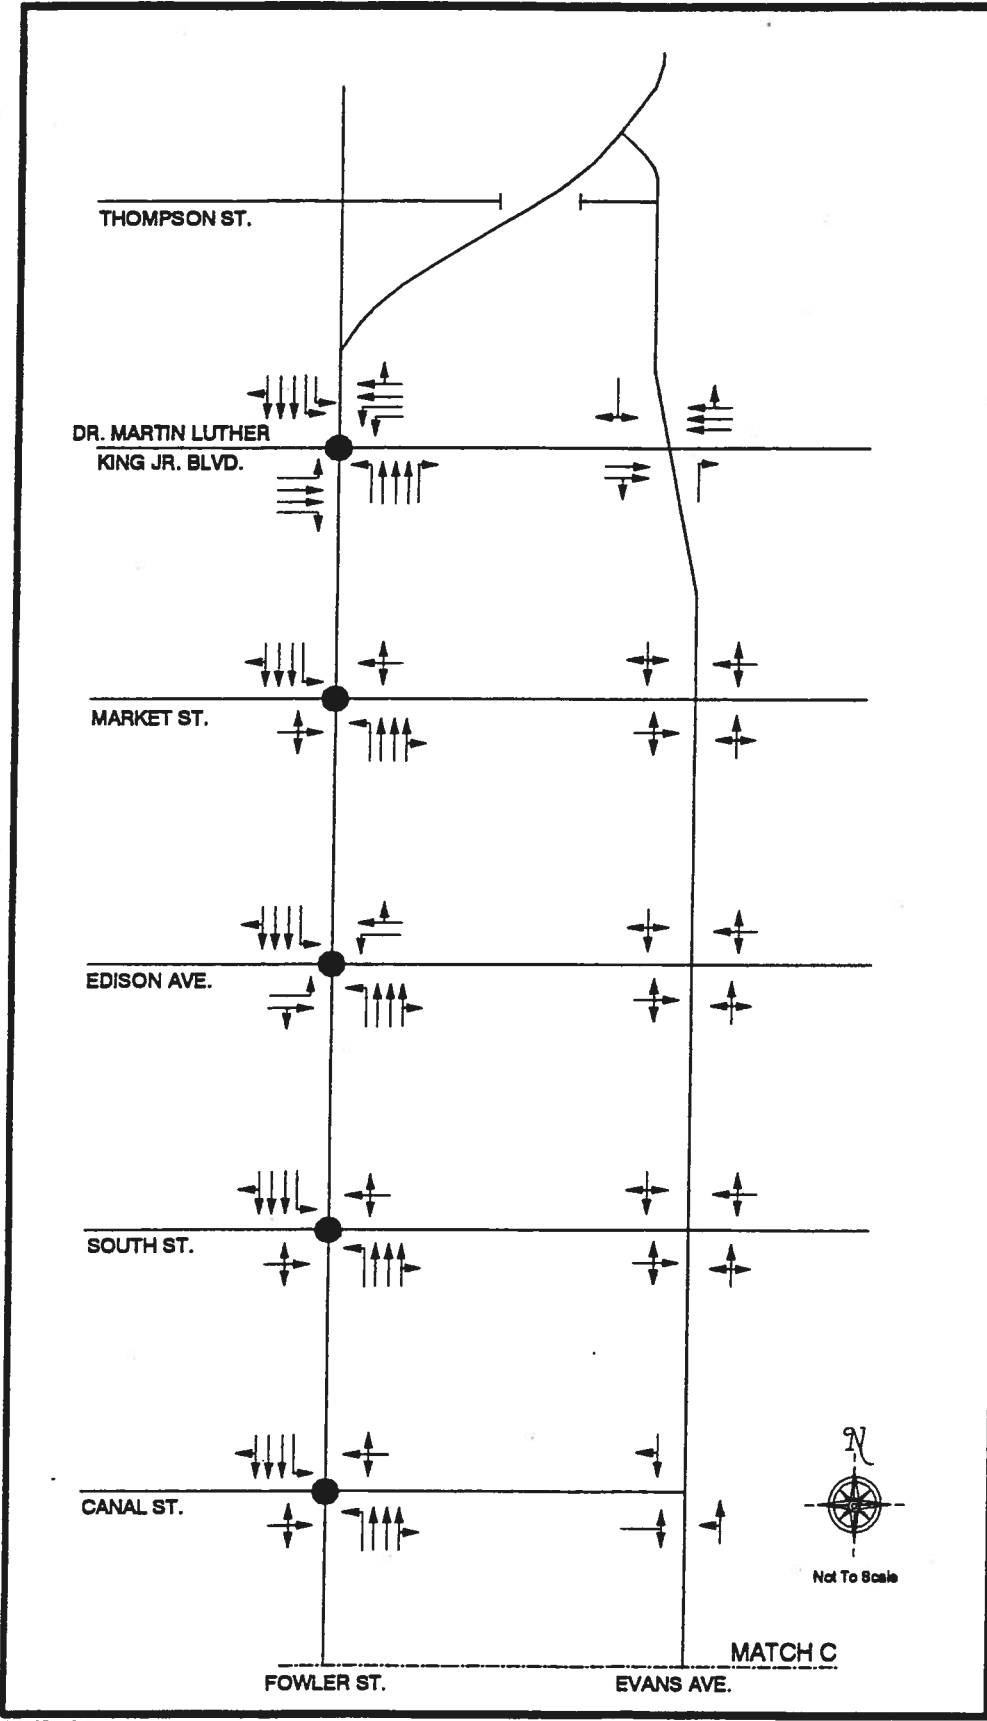 THOMPSON ST.
DR. MARTIN LUTHER
KING JR. BLVD.
MARKET ST.
EDISON AVE.
SOUTH ST.
CANAL ST.
N
Not To Scale
MATCH C
FOWLER ST.
EVANS AVE.